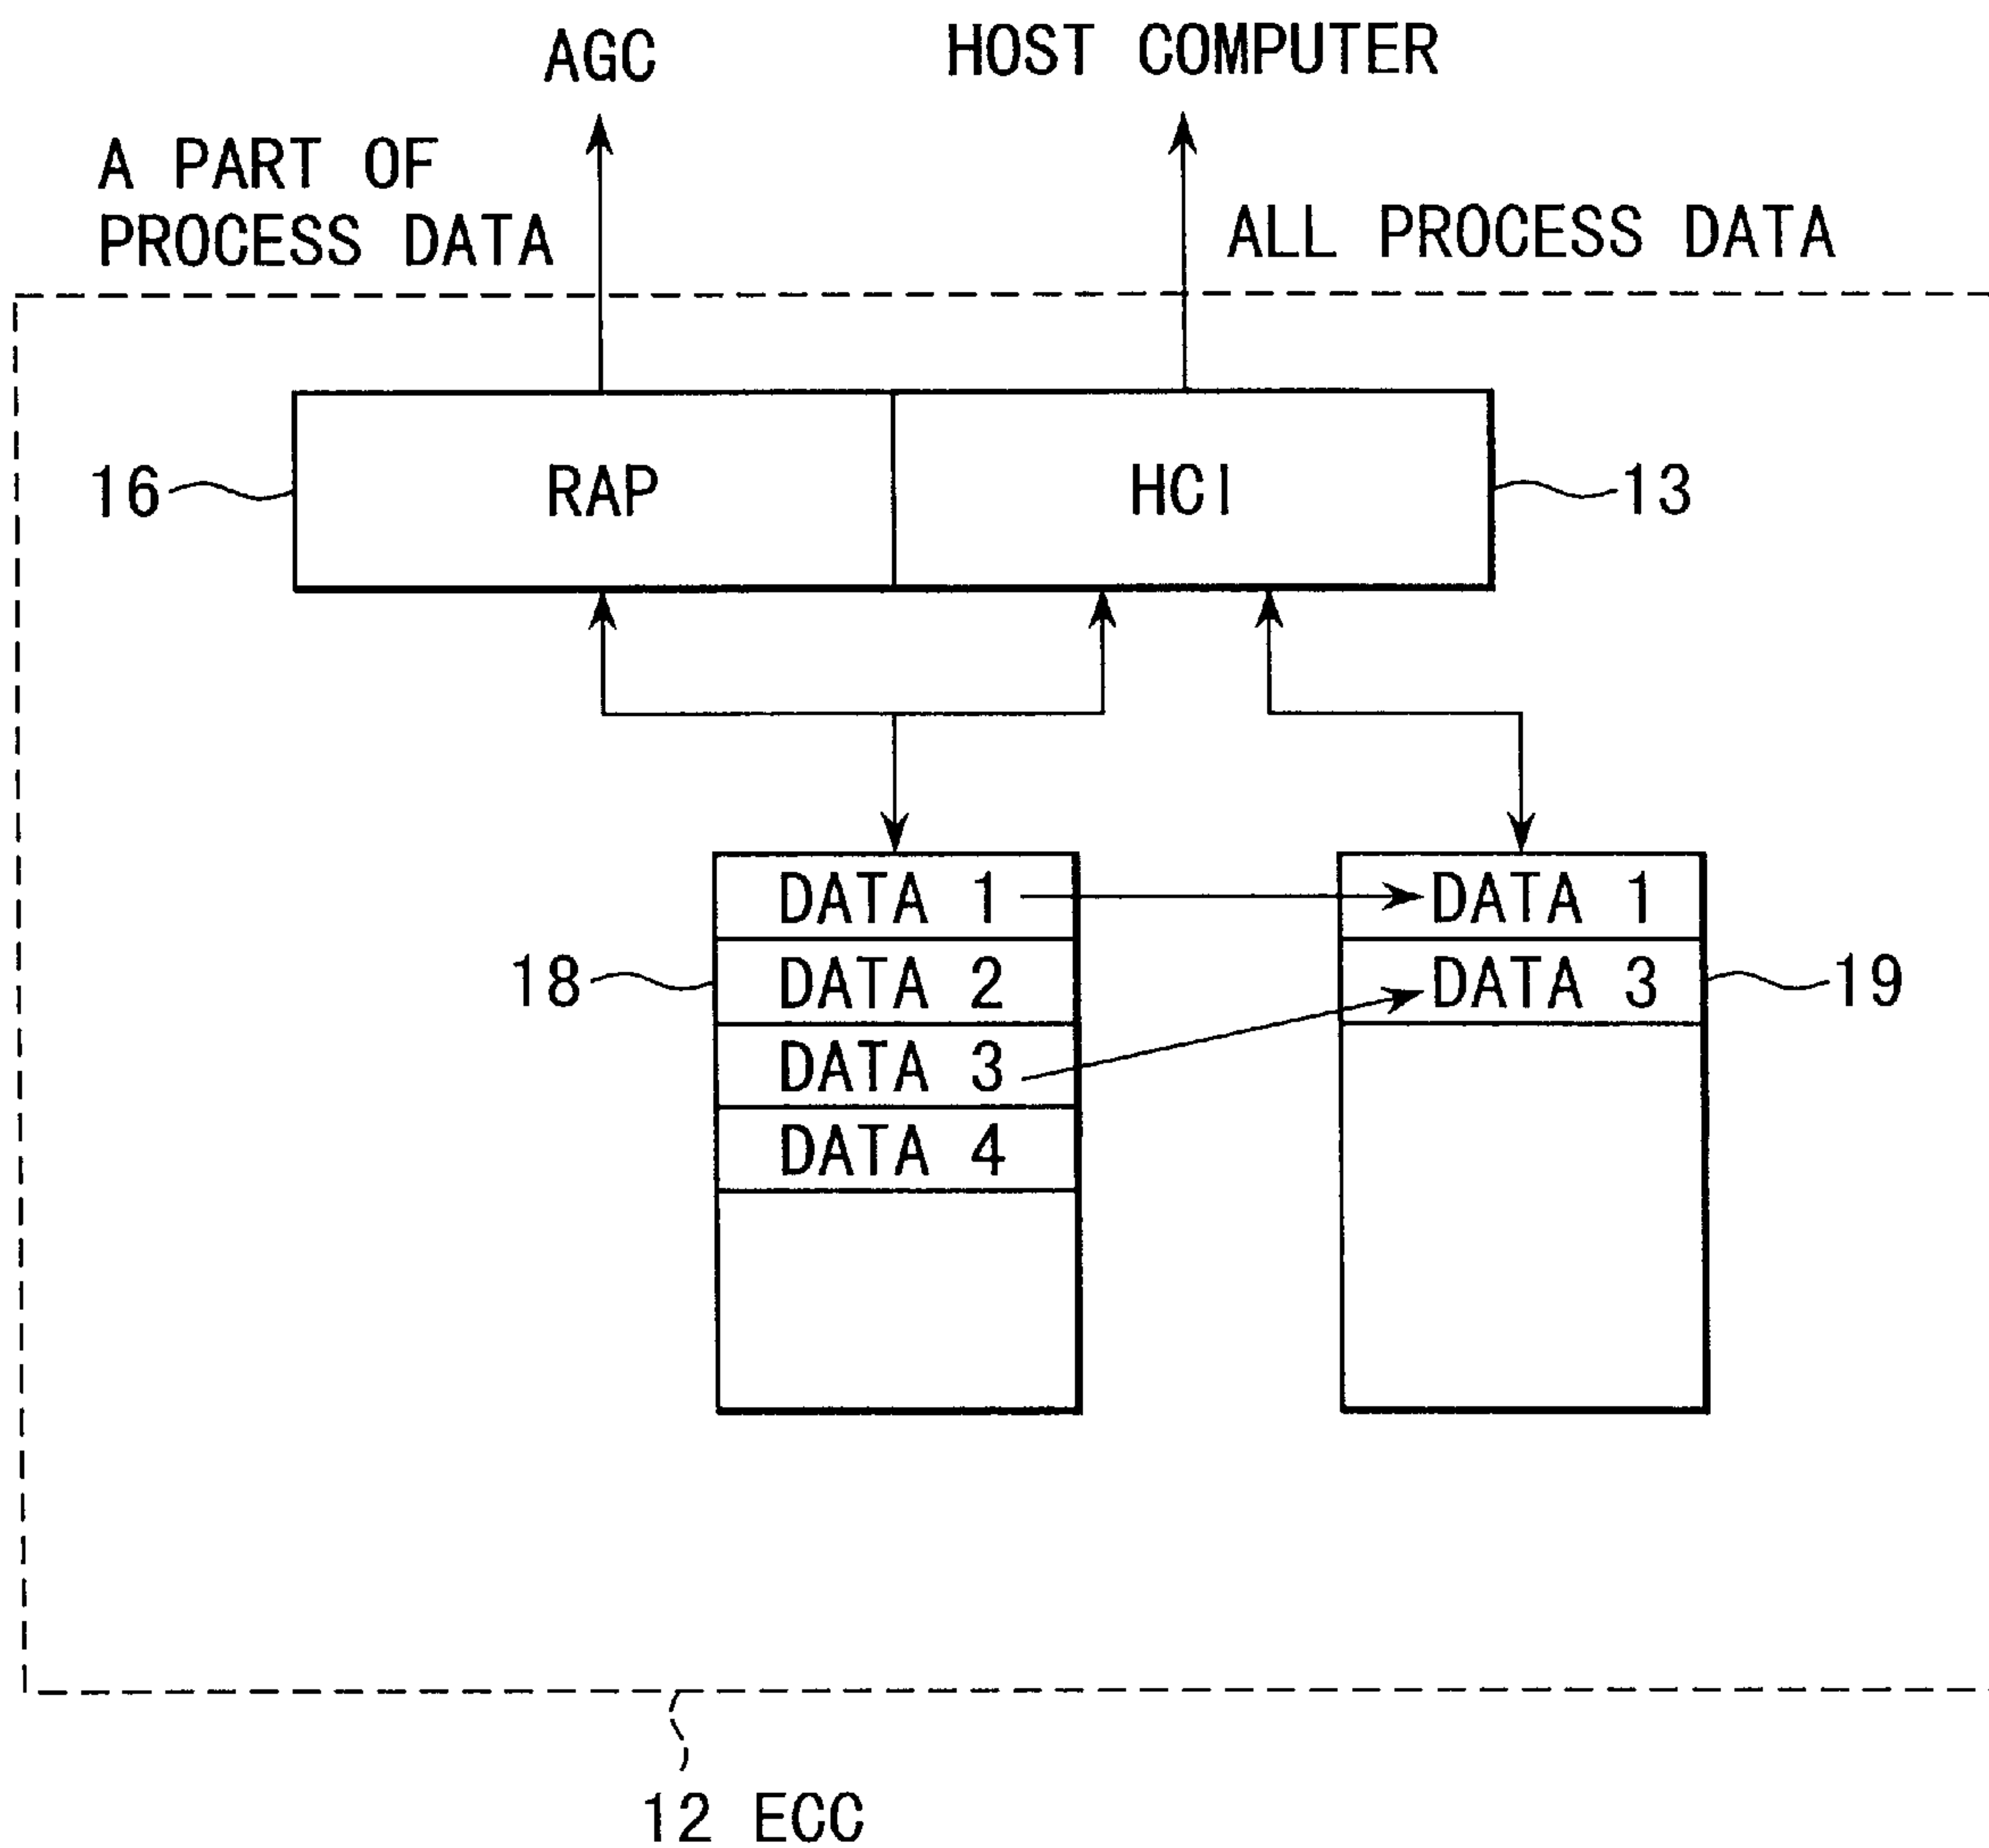 AGC
HOST COMPUTER
A PART OF
PROCESS DATA
ALL PROCESS DATA
16
RAP
HCI
13
18
DATA 1
DATA 2
DATA 3
DATA 4
DATA 1
DATA 3
19
12 ECC